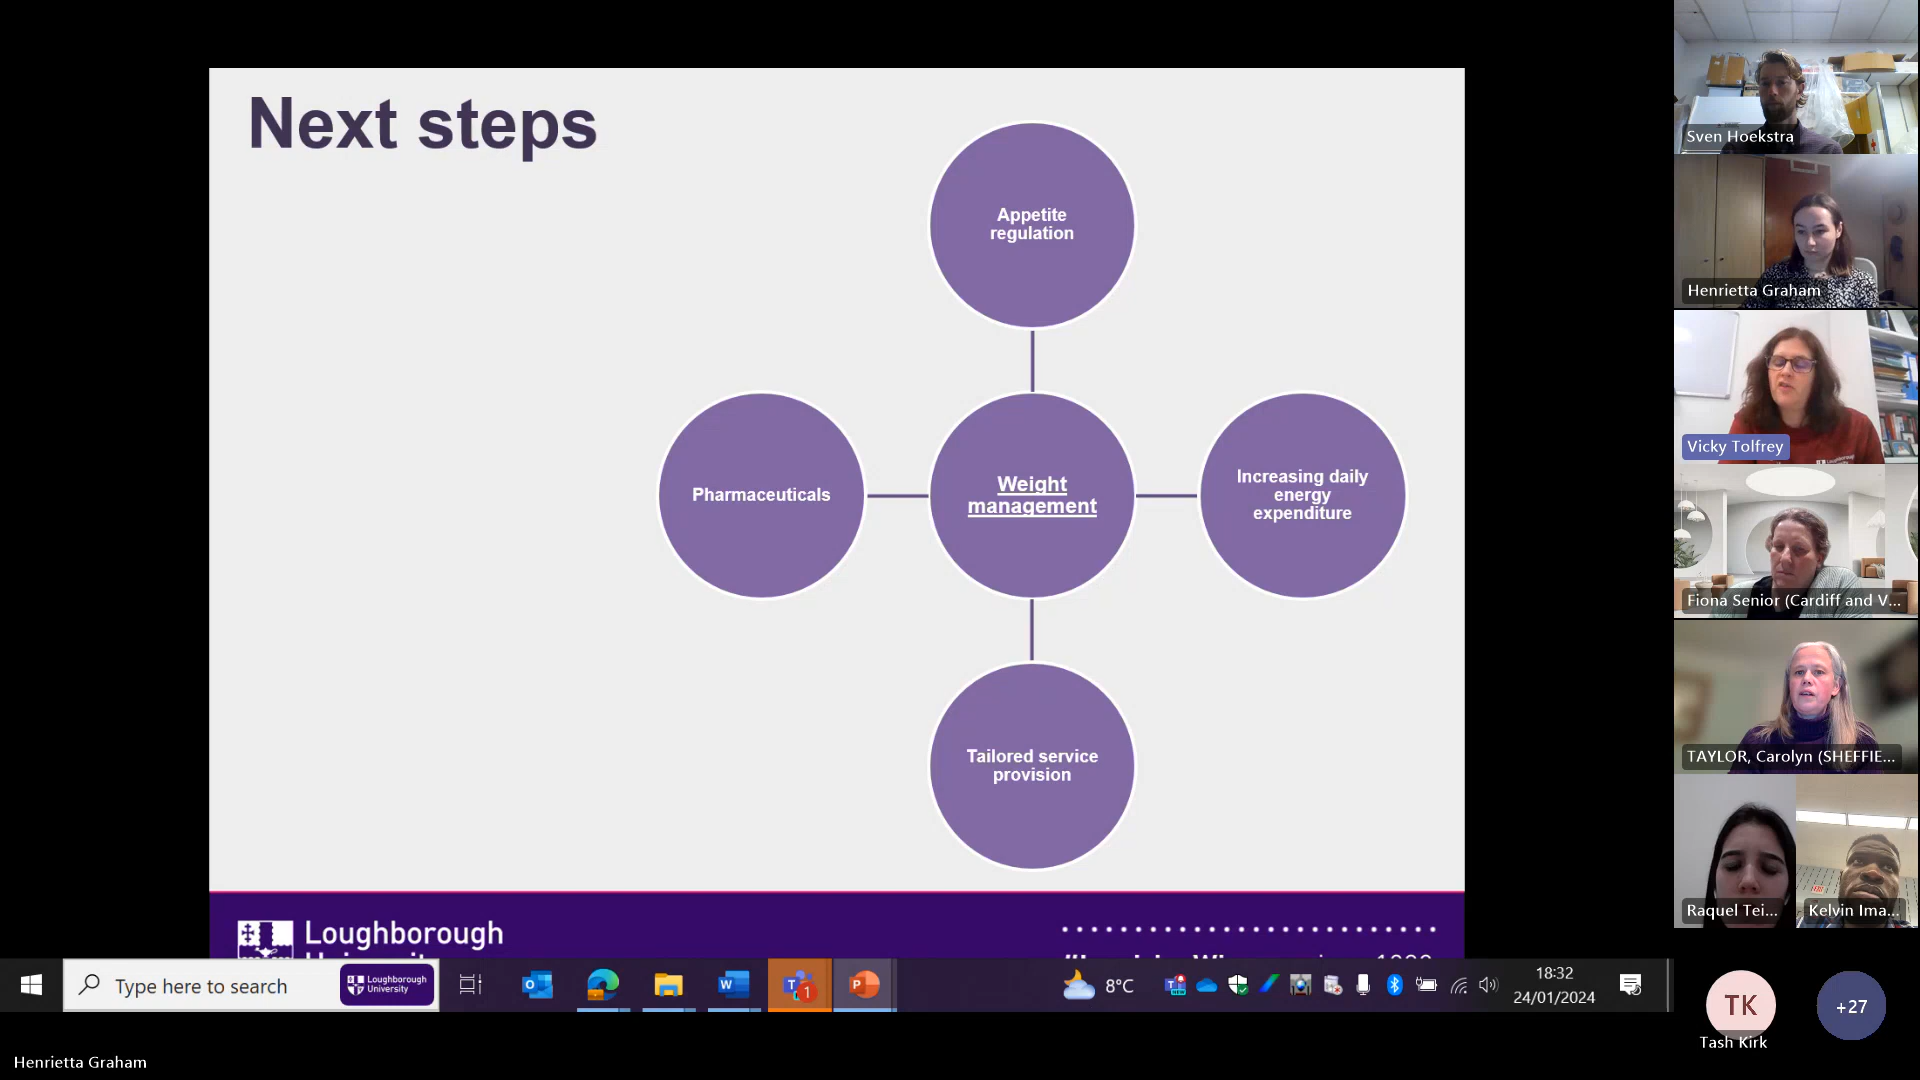 Next steps
Appetite
regulation
Pharmaceuticals
Weight
management
Increasing daily
energy
expenditure
Tailored service
provision
Loughborough
Sven Hoekstra
Henrietta Graham
Vicky Tolfrey
Fiona Senior (Cardiff and V...
TAYLOR, Carolyn (SHEFFIE...
Raquel Tei...
Kelvin Ima...
TK
Tash Kirk
+27
Type here to search
Loughborough
University
1
8°C
18:32
24/01/2024
Henrietta Graham